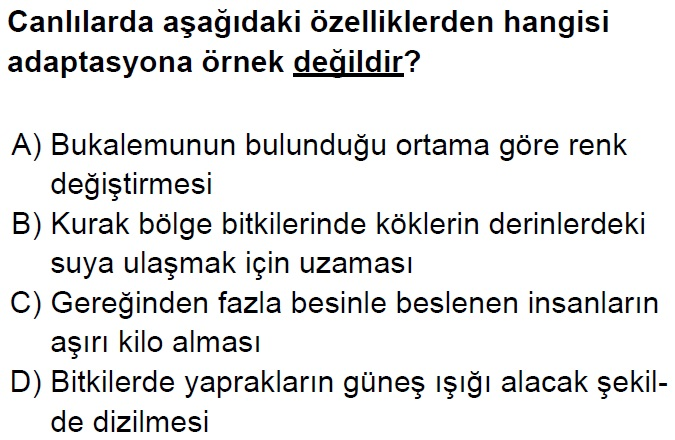 Canlılarda aşağıdaki özelliklerden hangisi
adaptasyona örnek değildir?
A) Bukalemunun bulunduğu ortama göre renk
değiştirmesi
B) Kurak bölge bitkilerinde köklerin derinlerdeki
suya ulaşmak için uzaması
C) Gereğinden fazla besinle beslenen insanların
aşırı kilo alması
D) Bitkilerde yaprakların güneş ışığı alacak şekil-
de dizilmesi